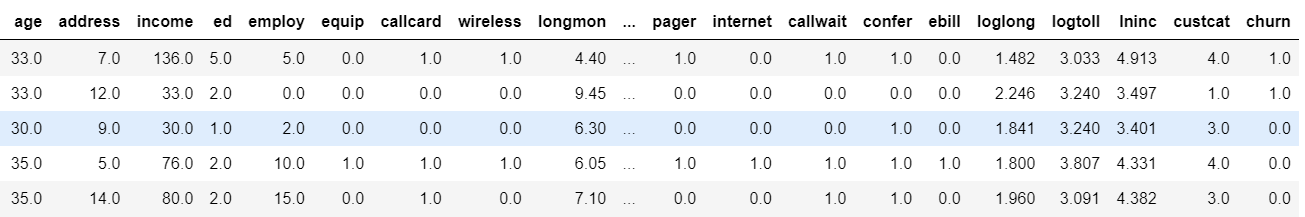 age address income ed employ equip callcard wireless longmon ... pager internet callwait confer ebill loglong logtoll lninc custcat churn
33.0 7.0 136.0 5.0 5.0 0.0 1.0 1.0 4.40 ... 1.0 0.0 1.0 1.0 0.0 1.482 3.033 4.913 4.0 1.0
33.0 12.0 33.0 2.0 0.0 0.0 0.0 0.0 9.45 ... 0.0 0.0 0.0 0.0 0.0 2.246 3.240 3.497 1.0 1.0
30.0 9.0 30.0 1.0 2.0 0.0 0.0 0.0 6.30 ... 0.0 0.0 0.0 1.0 0.0 1.841 3.240 3.401 3.0 0.0
35.0 5.0 76.0 2.0 10.0 1.0 1.0 1.0 6.05 ... 1.0 1.0 1.0 1.0 1.0 1.800 3.807 4.331 4.0 0.0
35.0 14.0 80.0 2.0 15.0 0.0 1.0 0.0 7.10 ... 0.0 0.0 1.0 1.0 0.0 1.960 3.091 4.382 3.0 0.0